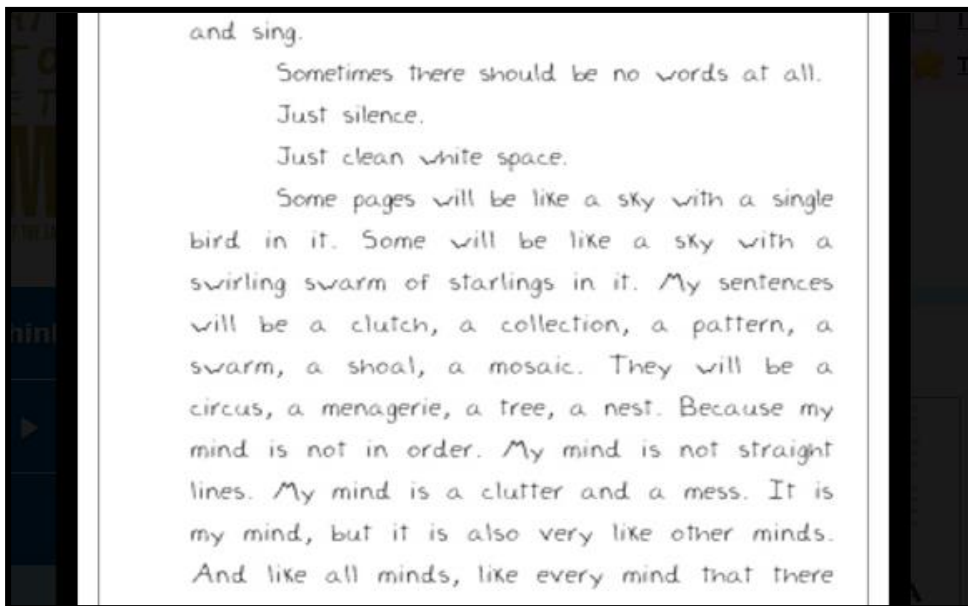 and sing.
Sometimes there should be no words at all.
Just silence.
Just clean white space.
Some pages will be like a sky with a single
bird in it. Some will be like a sky with a
swirling swarm of starlings in it. My sentences
will be a clutch, a collection, a pattern, a
swarm, a shoal, a mosaic. They will be a
circus, a menagerie, a tree, a nest. Because my
mind is not in order. My mind is not straight
lines. My mind is a clutter and a mess. It is
my mind, but it is also very like other minds.
And like all minds, like every mind that there